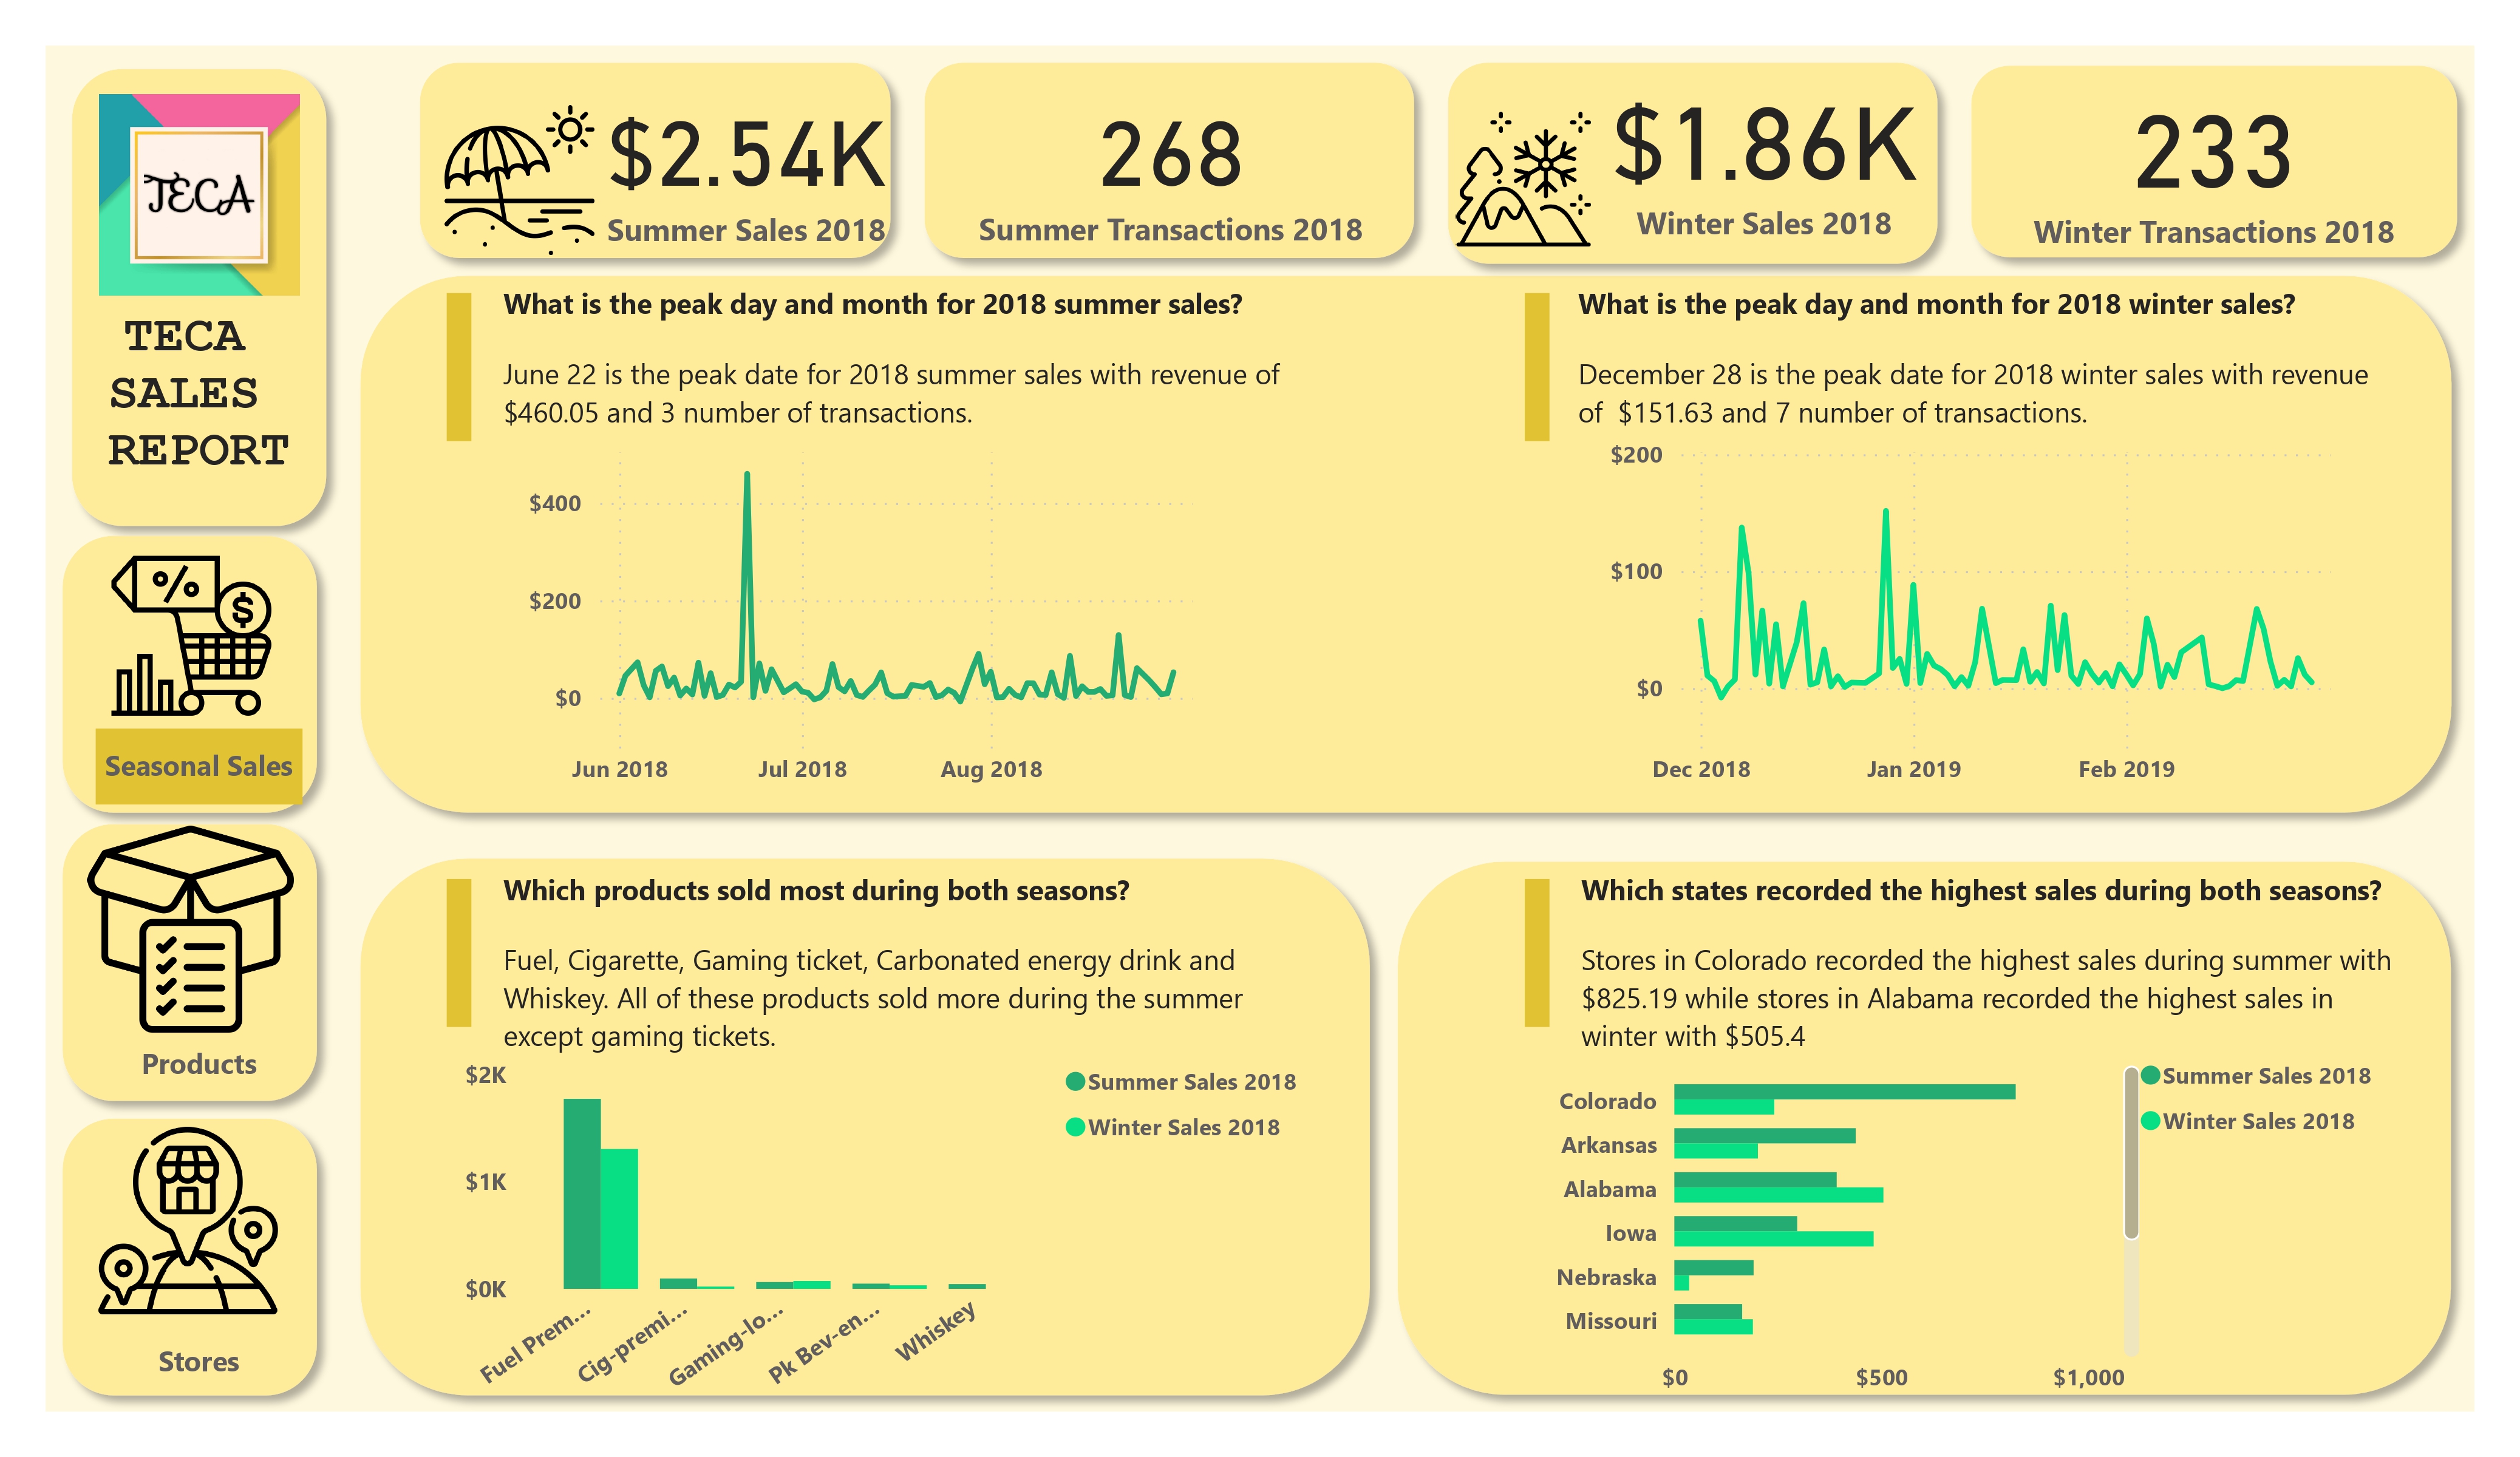 TECA
TECA
SALES
REPORT
Seasonal Sales
Products
Stores
$2.54K
Summer Sales 2018
268
Summer Transactions 2018
$1.86K
Winter Sales 2018
233
Winter Transactions 2018
What is the peak day and month for 2018 summer sales?
June 22 is the peak date for 2018 summer sales with revenue of
$460.05 and 3 number of transactions.
$400
$200
$0
Jun 2018
Jul 2018
Aug 2018
What is the peak day and month for 2018 winter sales?
December 28 is the peak date for 2018 winter sales with revenue
of  $151.63 and 7 number of transactions.
$200
$100
$0
Dec 2018
Jan 2019
Feb 2019
Which products sold most during both seasons?
Fuel, Cigarette, Gaming ticket, Carbonated energy drink and
Whiskey. All of these products sold more during the summer
except gaming tickets.
$2K
$1K
$0K
Fuel Prem...
Cig-premi...
Gaming-lo...
Pk Bev-en...
Whiskey
Summer Sales 2018
Winter Sales 2018
Which states recorded the highest sales during both seasons?
Stores in Colorado recorded the highest sales during summer with
$825.19 while stores in Alabama recorded the highest sales in
winter with $505.4
Colorado
Arkansas
Alabama
Iowa
Nebraska
Missouri
$0
$500
$1,000
Summer Sales 2018
Winter Sales 2018